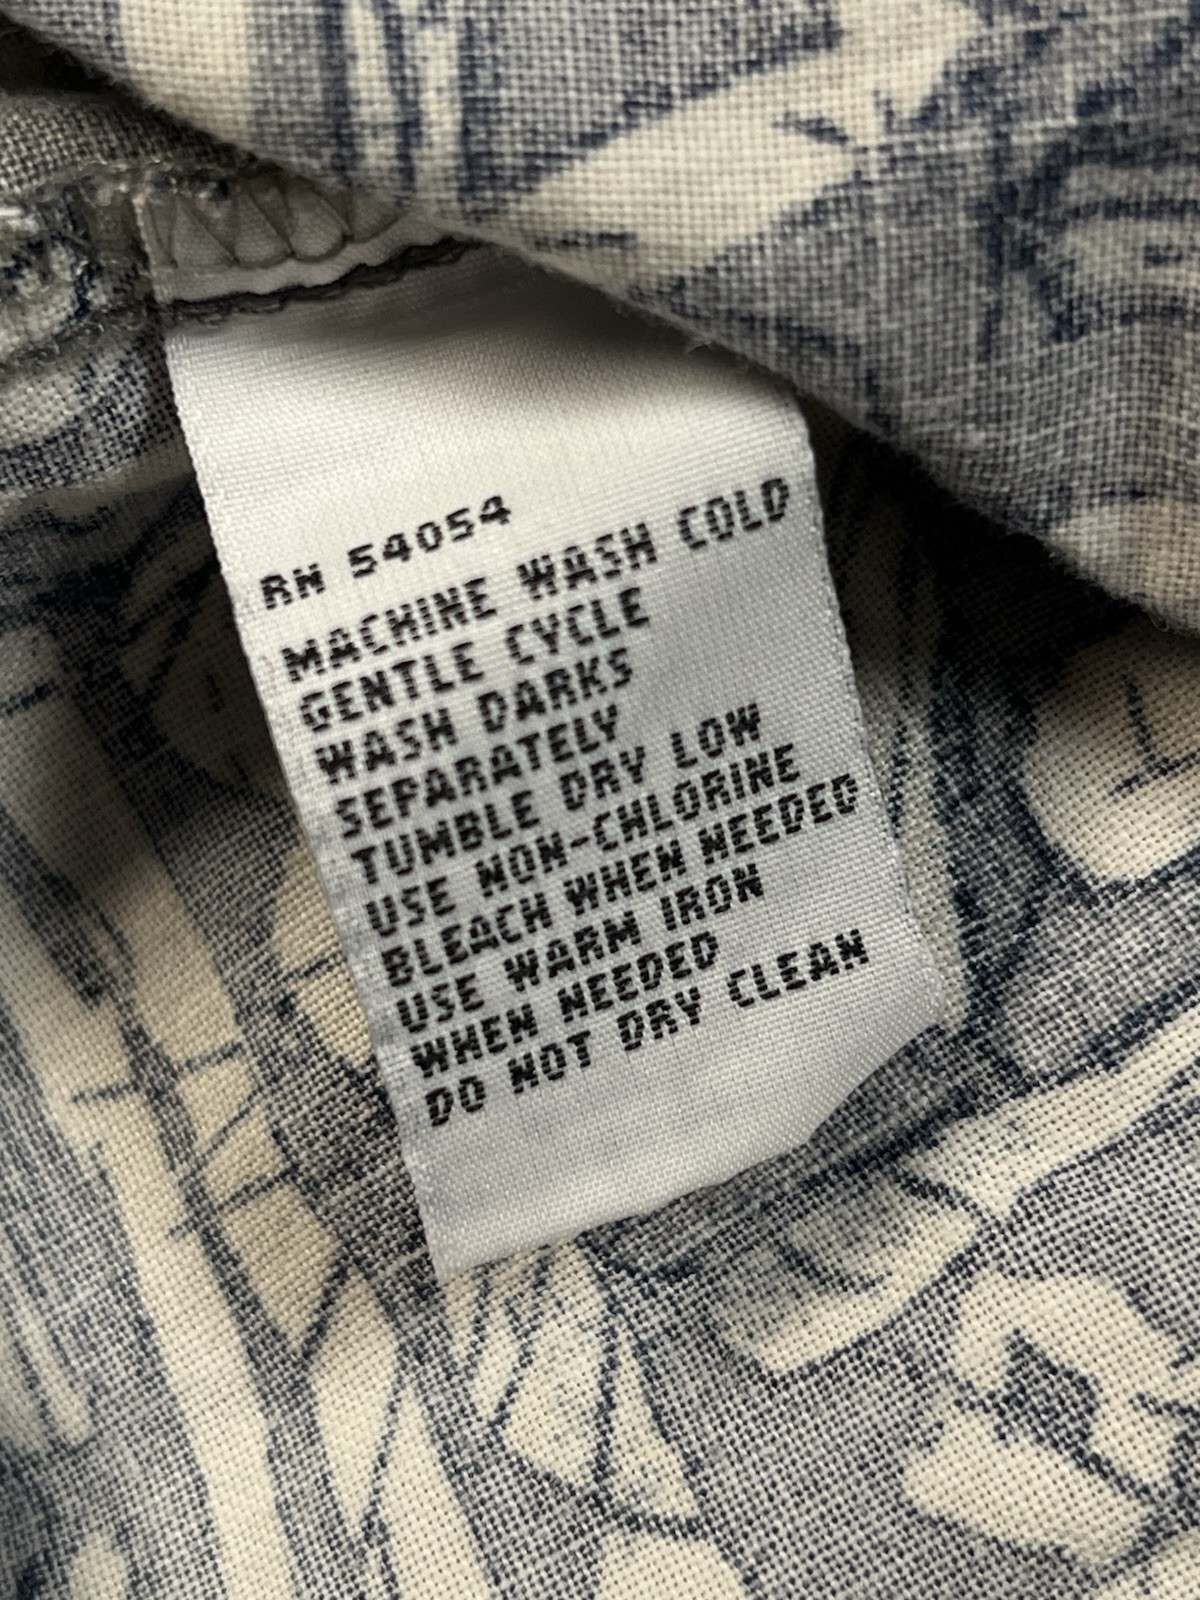 RN 54054
MACHINE WASH COLD
GENTLE CYCLE
WASH DARKS
SEPARATELY
TUMBLE DRY LOW
USE NON-CHLORINE
BLEACH WHEN NEEDED
USE WARM IRON
WHEN NEEDED
DO NOT DRY CLEAN